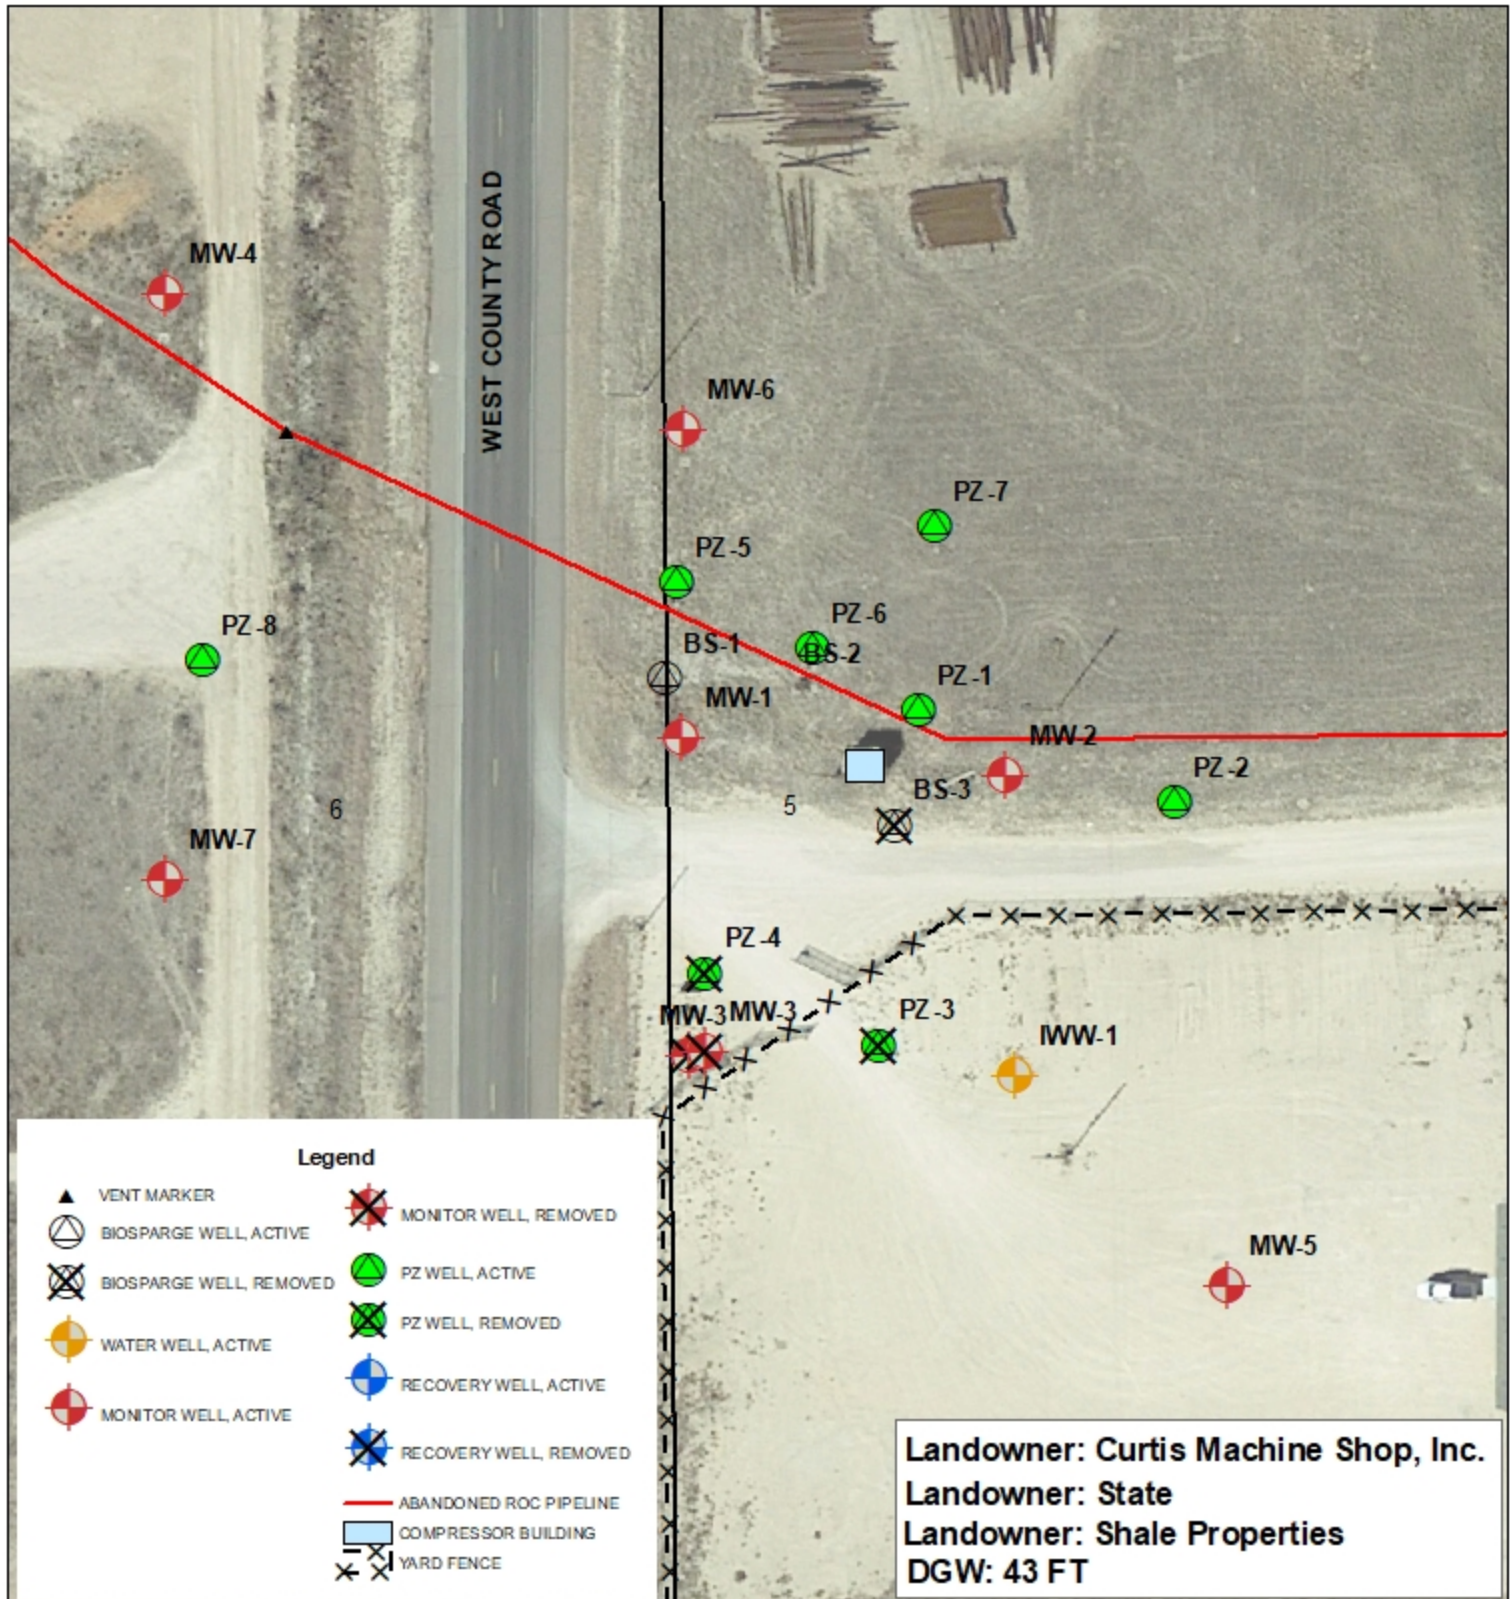 MW-4
WEST COUNTY ROAD
MW-6
PZ-7
PZ-5
PZ-6
PZ-8
BS-1
BS-2
PZ-1
MW-1
MW-2
PZ-2
BS-3
6
5
MW-7
PZ-4
MW-3
MW-3
PZ-3
IWW-1
MW-5
Legend
VENT MARKER
BIOSPARGE WELL, ACTIVE
BIOSPARGE WELL, REMOVED
WATER WELL, ACTIVE
MONITOR WELL, ACTIVE
MONITOR WELL, REMOVED
PZ WELL, ACTIVE
PZ WELL, REMOVED
RECOVERY WELL, ACTIVE
RECOVERY WELL, REMOVED
ABANDONED ROC PIPELINE
COMPRESSOR BUILDING
YARD FENCE
Landowner: Curtis Machine Shop, Inc.
Landowner: State
Landowner: Shale Properties
DGW: 43 FT